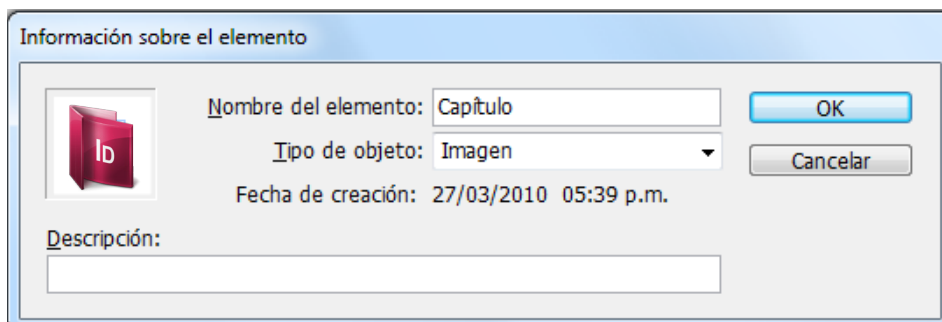 Información sobre el elemento
Nombre del elemento: Capítulo
OK
Tipo de objeto: Imagen
Cancelar
Fecha de creación: 27/03/2010 05:39 p.m.
Descripción:
ID